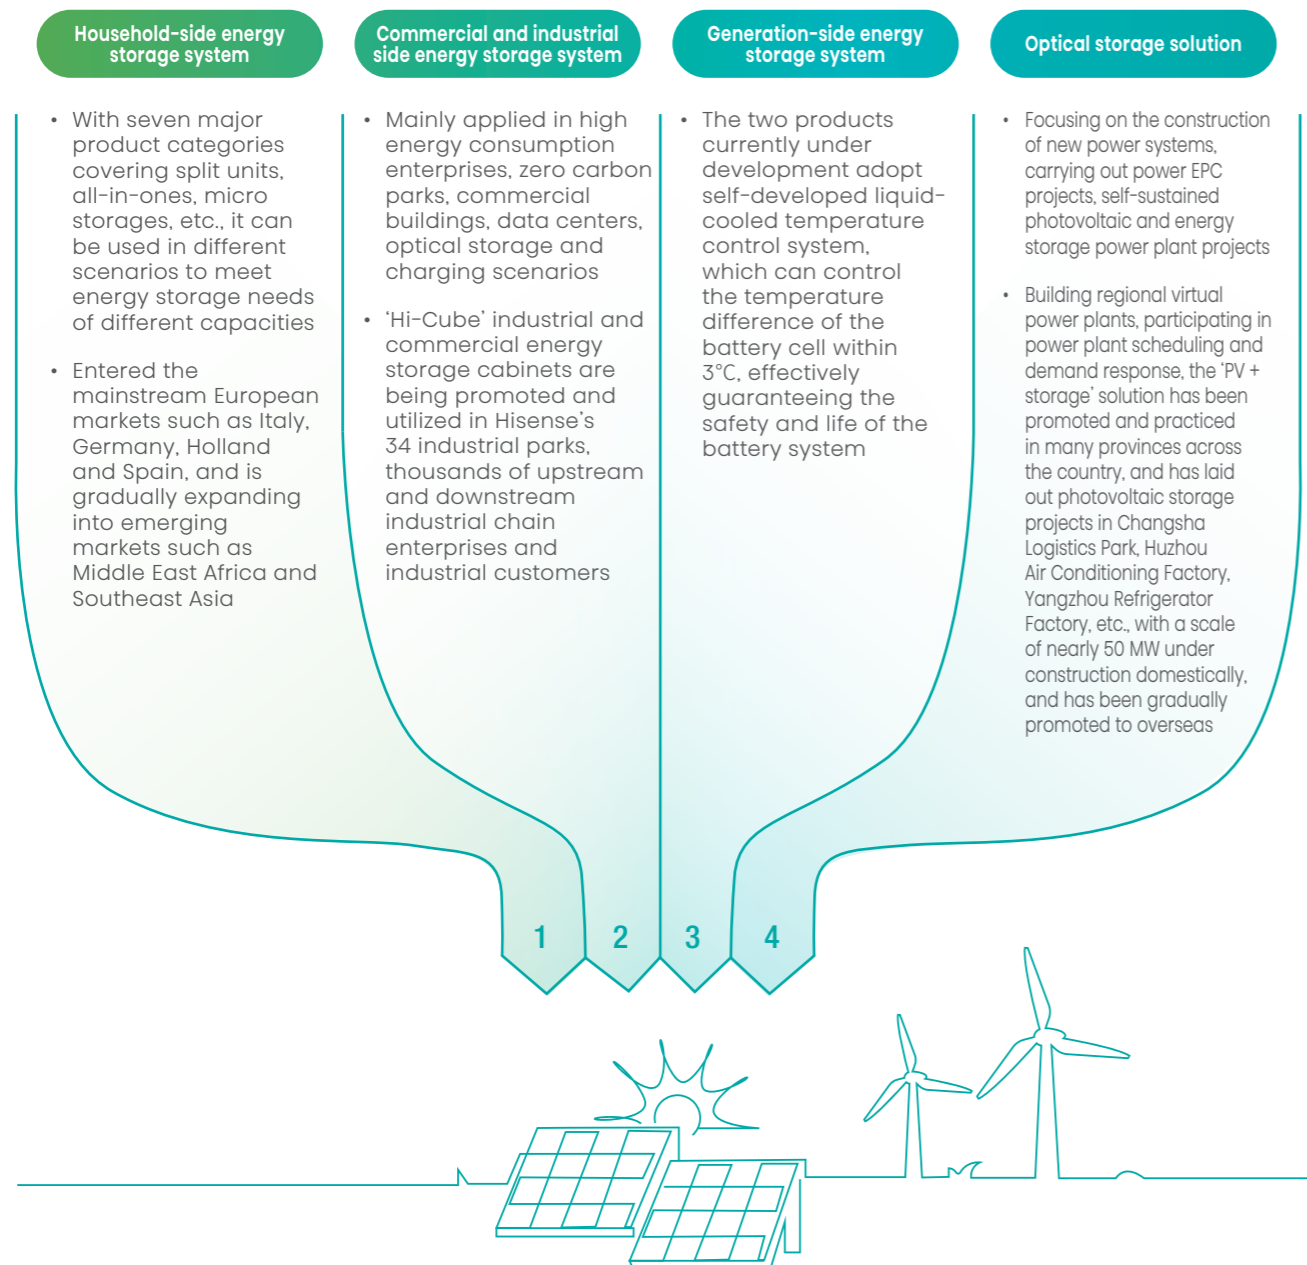 Household-side energy
storage system
With seven major
product categories
covering split units,
all-in-ones, micro
storages, etc., it can
be used in different
scenarios to meet
energy storage needs
of different capacities
Entered the
mainstream European
markets such as Italy,
Germany, Holland
and Spain, and is
gradually expanding
into emerging
markets such as
Middle East Africa and
Southeast Asia
Commercial and industrial
side energy storage system
Mainly applied in high
energy consumption
enterprises, zero carbon
parks, commercial
buildings, data centers,
optical storage and
charging scenarios
‘Hi-Cube’ industrial and
commercial energy
storage cabinets are
being promoted and
utilized in Hisense’s
34 industrial parks,
thousands of upstream
and downstream
industrial chain
enterprises and
industrial customers
Generation-side energy
storage system
The two products
currently under
development adopt
self-developed liquid-
cooled temperature
control system,
which can control
the temperature
difference of the
battery cell within
3°C, effectively
guaranteeing the
safety and life of the
battery system
Optical storage solution
Focusing on the construction
of new power systems,
carrying out power EPC
projects, self-sustained
photovoltaic and energy
storage power plant projects
Building regional virtual
power plants, participating in
power plant scheduling and
demand response, the ‘PV +
storage’ solution has been
promoted and practiced
in many provinces across
the country, and has laid
out photovoltaic storage
projects in Changsha
Logistics Park, Huzhou
Air Conditioning Factory,
Yangzhou Refrigerator
Factory, etc., with a scale
of nearly 50 MW under
construction domestically,
and has been gradually
promoted to overseas
1
2
3
4